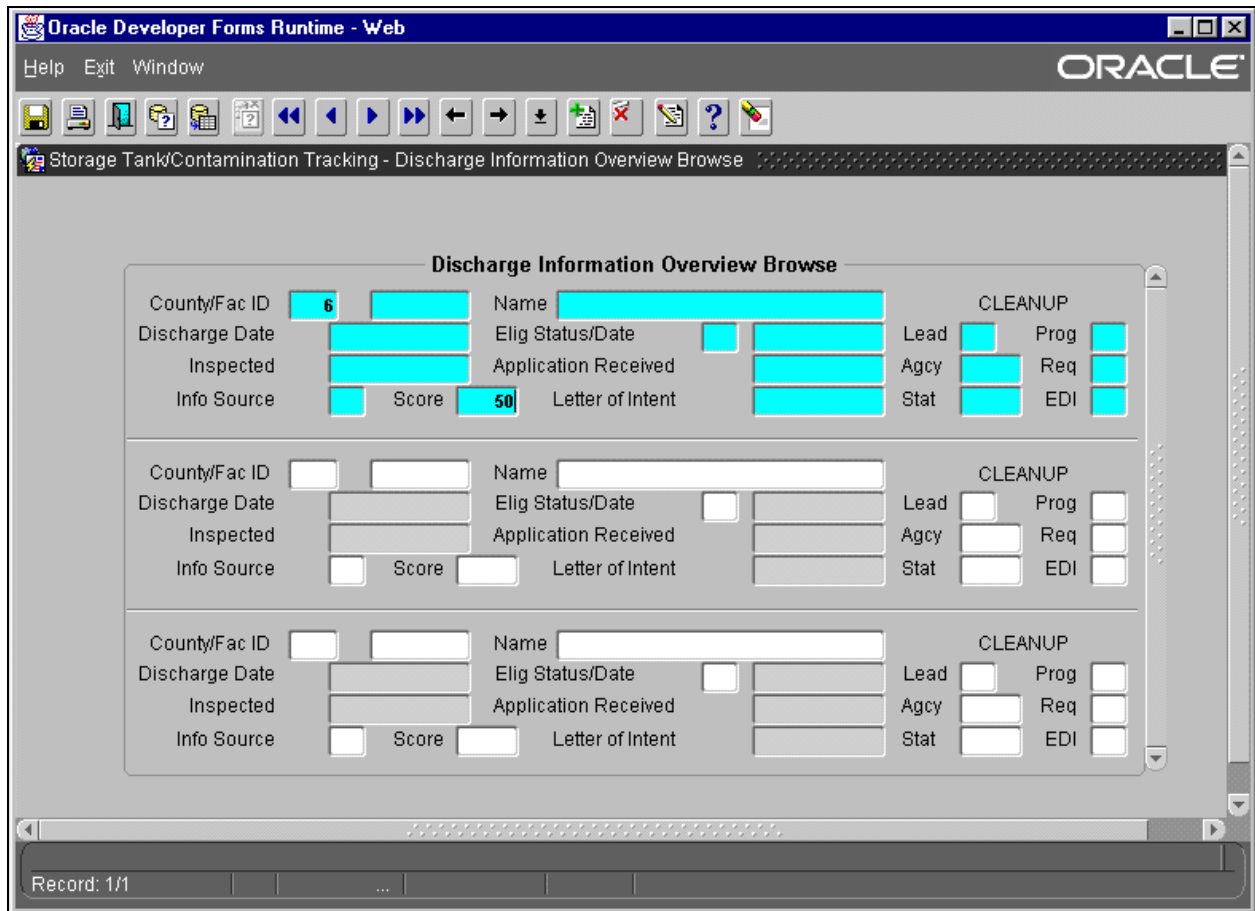 Oracle Developer Forms Runtime - Web
Help Exit Window ORACLE
Storage Tank/Contamination Tracking - Discharge Information Overview Browse
Discharge Information Overview Browse
County/Fac ID 6 Name CLEANUP
Discharge Date Elig Status/Date Lead Prog
Inspected Application Received Agcy Req
Info Source Score 50 Letter of Intent Stat EDI
County/Fac ID Name CLEANUP
Discharge Date Elig Status/Date Lead Prog
Inspected Application Received Agcy Req
Info Source Score Letter of Intent Stat EDI
County/Fac ID Name CLEANUP
Discharge Date Elig Status/Date Lead Prog
Inspected Application Received Agcy Req
Info Source Score Letter of Intent Stat EDI
Record: 1/1 ...